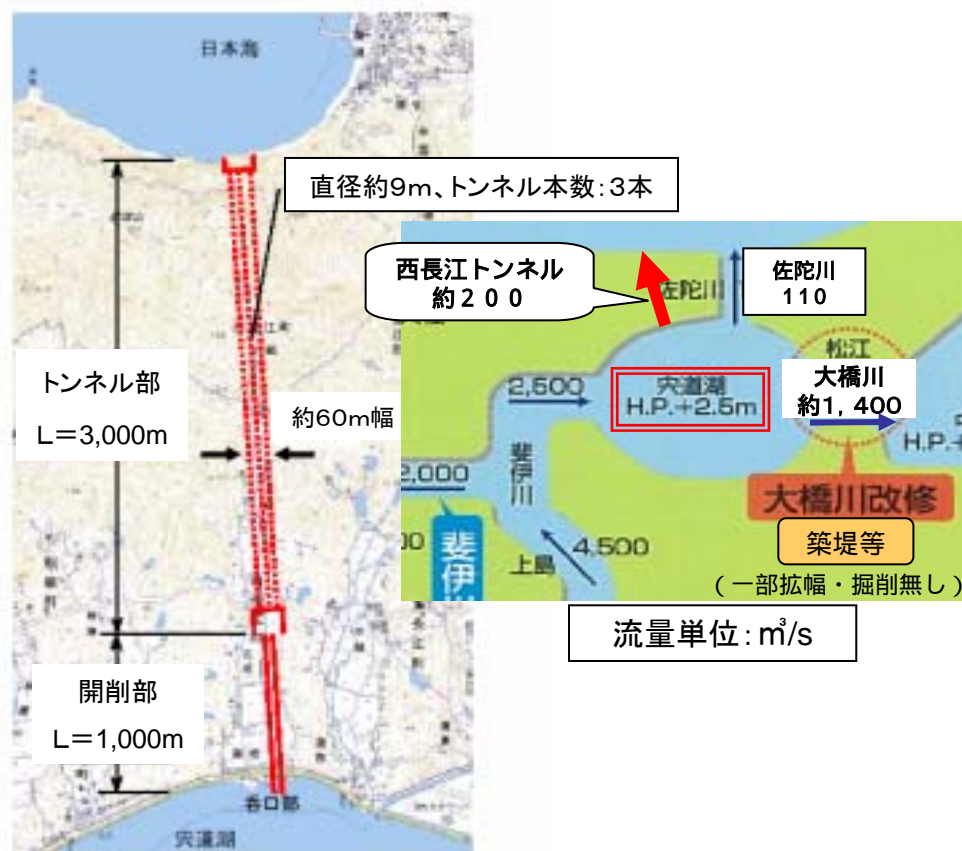 日本海
直径約9m、トンネル本数:3本
西長江トンネル
約200
佐陀川
佐陀川
110
松江
大橋川
約1,400
2,500
宍道湖
H.P.+2.5m
H.P.+
トンネル部
L=3,000m
約60m幅
斐伊川
2,000
大橋川改修
築堤等
(一部拡幅・掘削無し)
斐伊
上島
4,500
流量単位:㎥/s
開削部
L=1,000m
呑口部
宍道湖